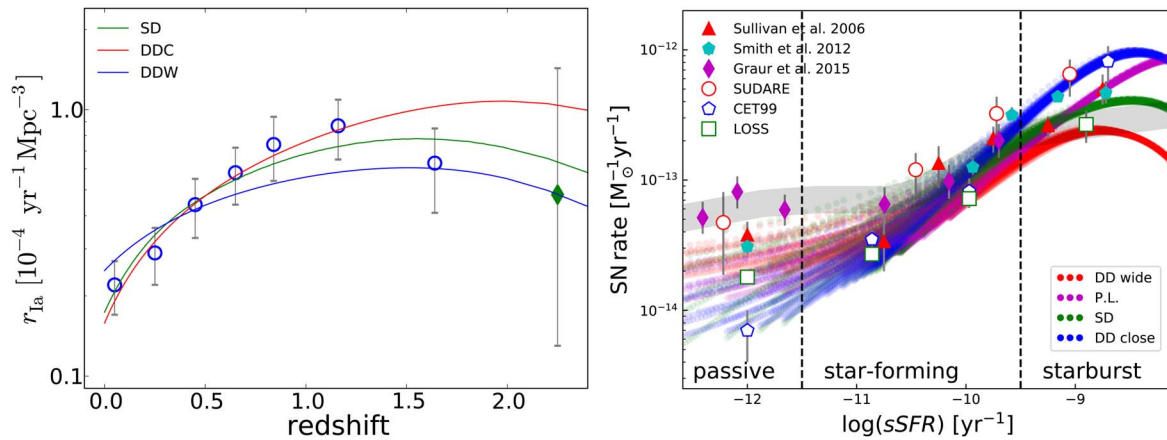 SD
DDC
DDW
1.0
0.1
r_Ia [10^{-4} yr^{-1} Mpc^{-3}]
0.0 0.5 1.0 1.5 2.0
redshift
Sullivan et al. 2006
Smith et al. 2012
Graur et al. 2015
SUDARE
CET99
LOSS
10^{-12}
10^{-13}
10^{-14}
SN rate [M_⊙^{-1}yr^{-1}]
DD wide
P.L.
SD
DD close
passive star-forming starburst
−12 −11 −10 −9
log(sSFR) [yr^{-1}]